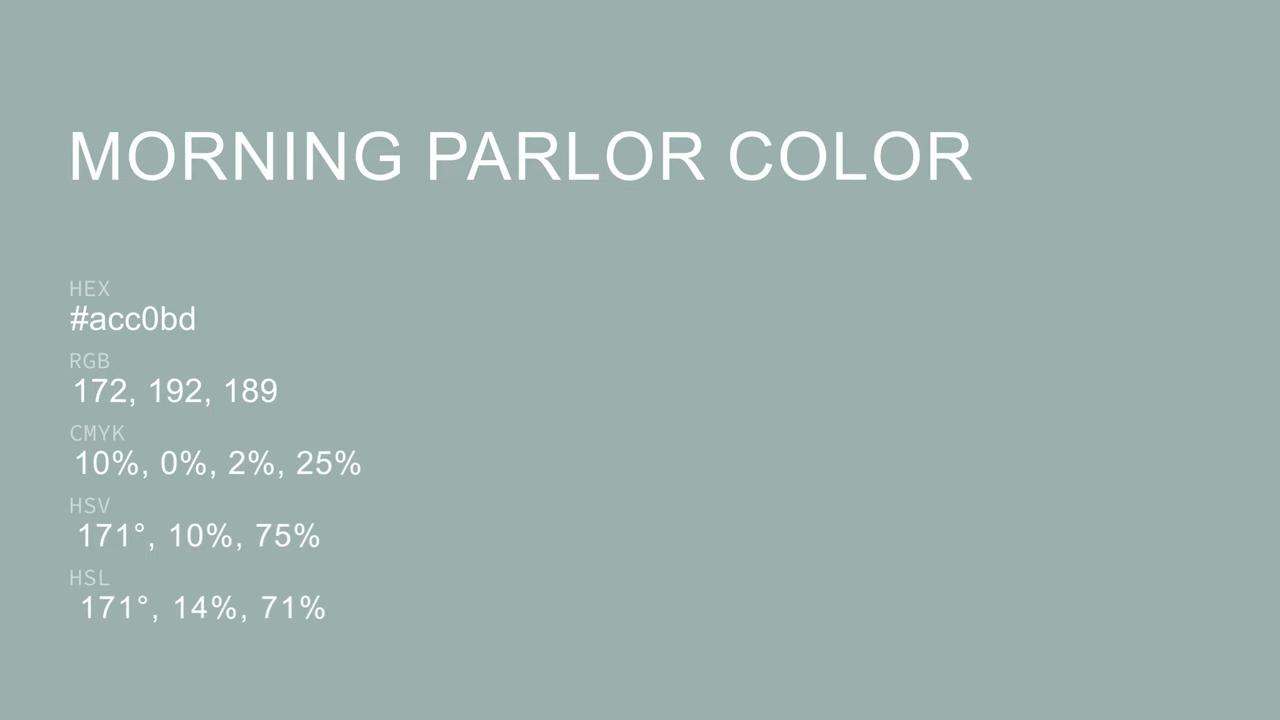 MORNING PARLOR COLOR
HEX
#acc0bd
RGB
172, 192, 189
CMYK
10%, 0%, 2%, 25%
HSV
171°, 10%, 75%
HSL
171°, 14%, 71%